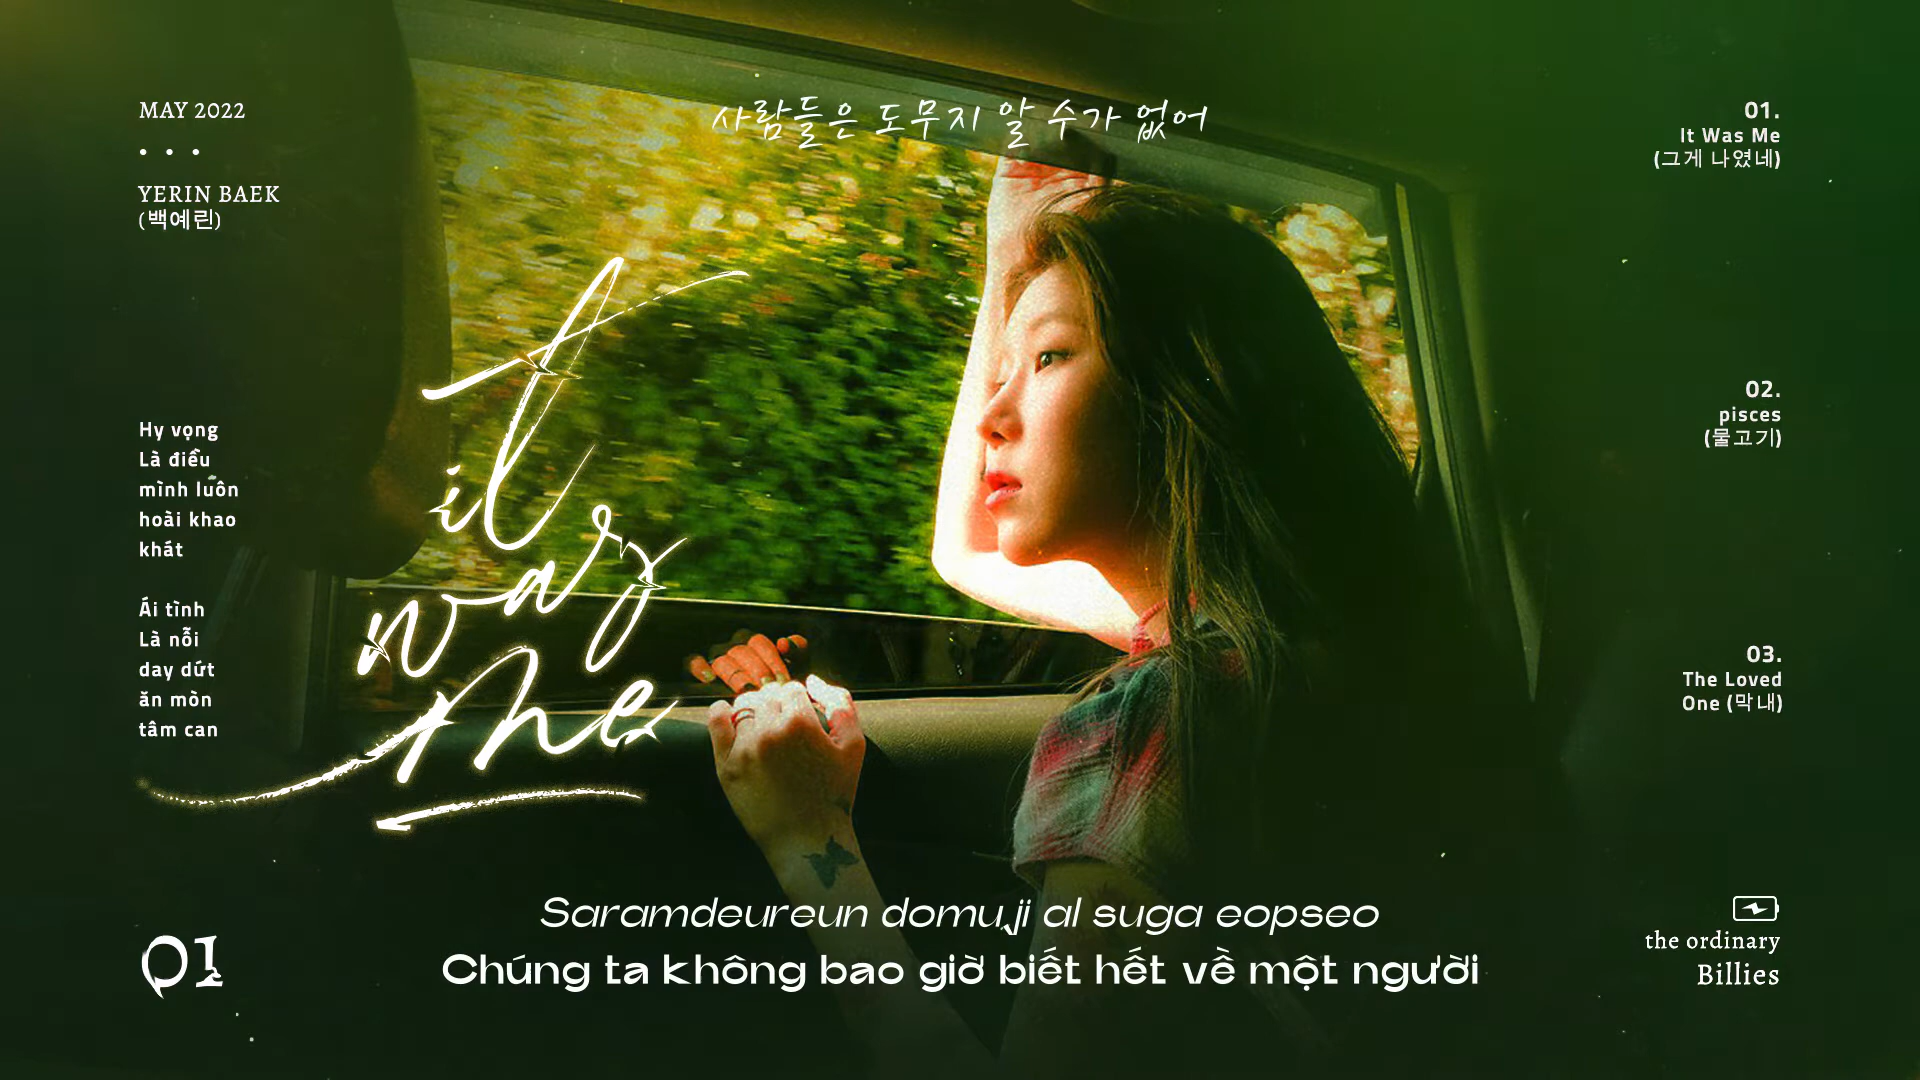 MAY 2022
• • •
YERIN BAEK
(백예린)
사람들은 도무지 알 수가 없어
01.
It Was Me
(그게 나였네)
02.
pisces
(물고기)
03.
The Loved
One (막내)
it
was
me
Hy vọng
Là điều
mình luôn
hoài khao
khát
Ái tình
Là nỗi
day dứt
ăn mòn
tâm can
01
Saramdeureun domuji al suga eopseo
Chúng ta không bao giờ biết hết về một người
the ordinary
Billies